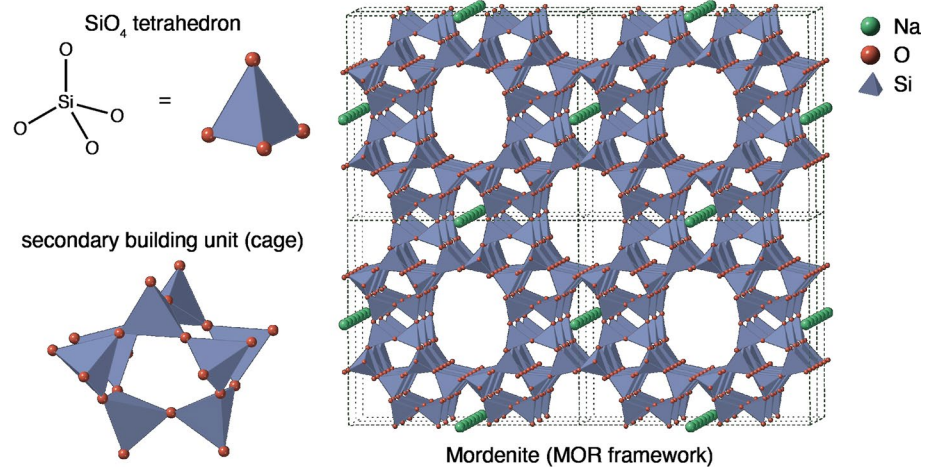 SiO₄ tetrahedron
O
Si
O
O
O
=
secondary building unit (cage)
Na
O
Si
Mordenite (MOR framework)